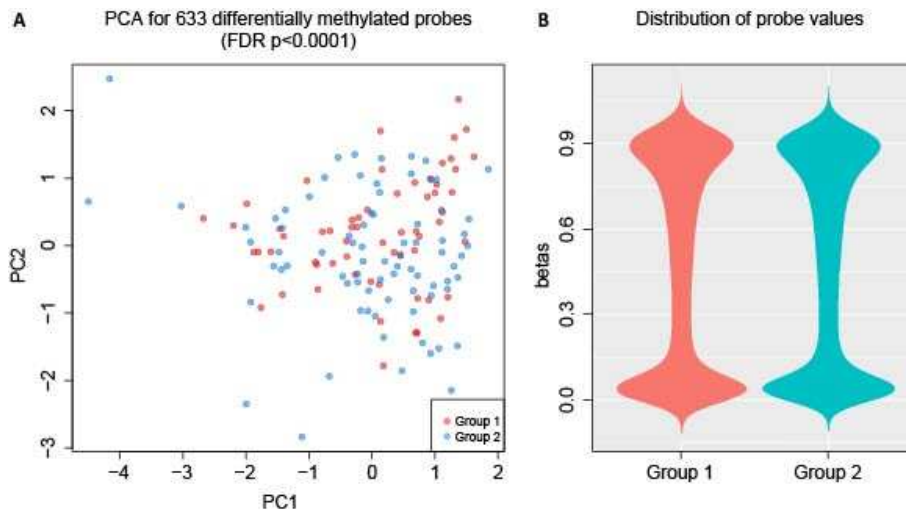 A
PCA for 633 differentially methylated probes
(FDR p<0.0001)
PC2
2
1
0
−1
−2
−3
−4
−3
−2
−1
0
1
2
PC1
Group 1
Group 2
B
Distribution of probe values
betas
0.9
0.6
0.3
0.0
Group 1
Group 2